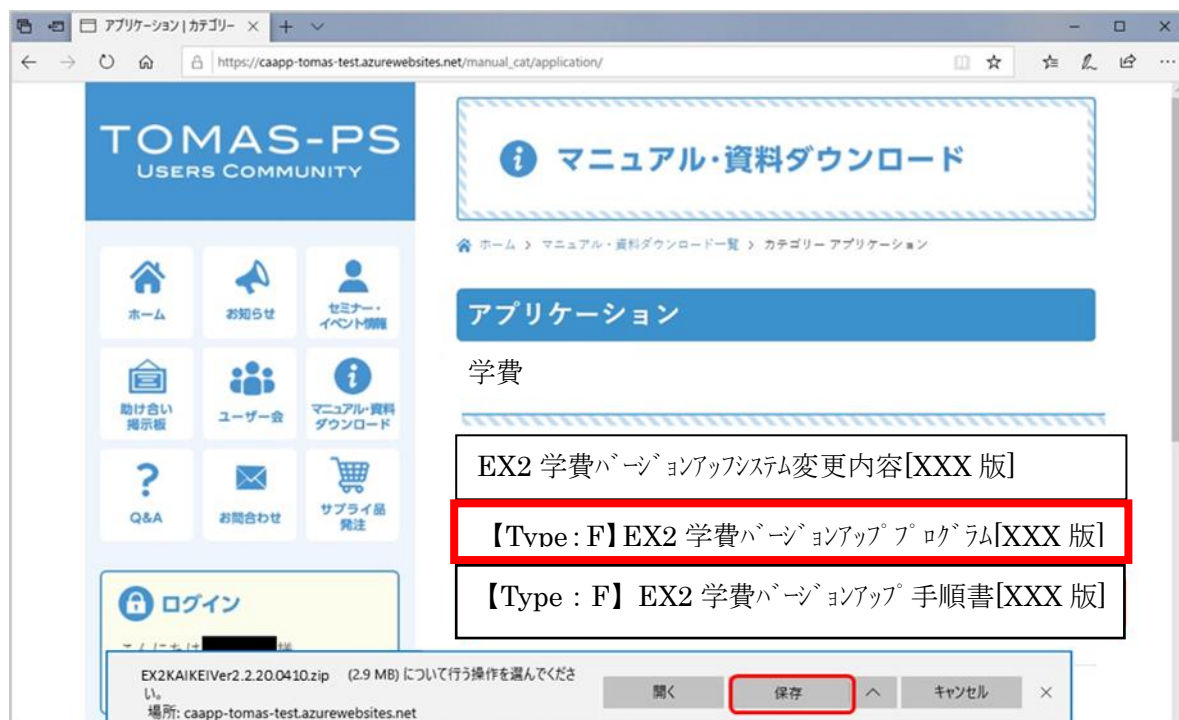 アプリケーション | カテゴリー
https://caapp-tomas-test.azurewebsites.net/manual_cat/application/
TOMAS-PS
USERS COMMUNITY
マニュアル・資料ダウンロード
ホーム > マニュアル・資料ダウンロード一覧 > カテゴリー アプリケーション
ホーム
お知らせ
セミナー・
イベント情報
アプリケーション
学費
助け合い
掲示板
ユーザー会
マニュアル・資料
ダウンロード
EX2 学費ﾊﾞｰｼﾞｮﾝｱｯﾌﾟｼｽﾃﾑ変更内容[XXX 版]
【Type : F】EX2 学費ﾊﾞｰｼﾞｮﾝｱｯﾌﾟﾌﾟﾛｸﾞﾗﾑ[XXX 版]
【Type : F】EX2 学費ﾊﾞｰｼﾞｮﾝｱｯﾌﾟ手順書[XXX 版]
Q&A
お問合わせ
サプライ品
発注
ログイン
こんにちは 様
EX2KAIKEIVer2.2.20.0410.zip (2.9 MB) について行う操作を選んでくださ
い。
場所: caapp-tomas-test.azurewebsites.net
開く
保存
キャンセル